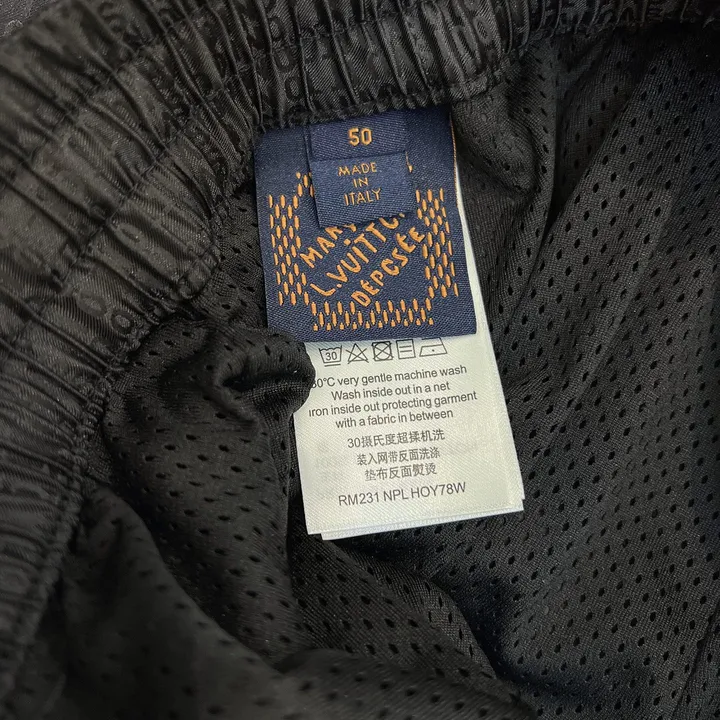 50
MADE
IN
ITALY
L.VUITTON
DÉPOSÉE
30
30°C very gentle machine wash
Wash inside out in a net
iron inside out protecting garment
with a fabric in between
30摄氏度超揉机洗
装入网带反面洗涤
垫布反面熨烫
RM231 NPL HOY78W